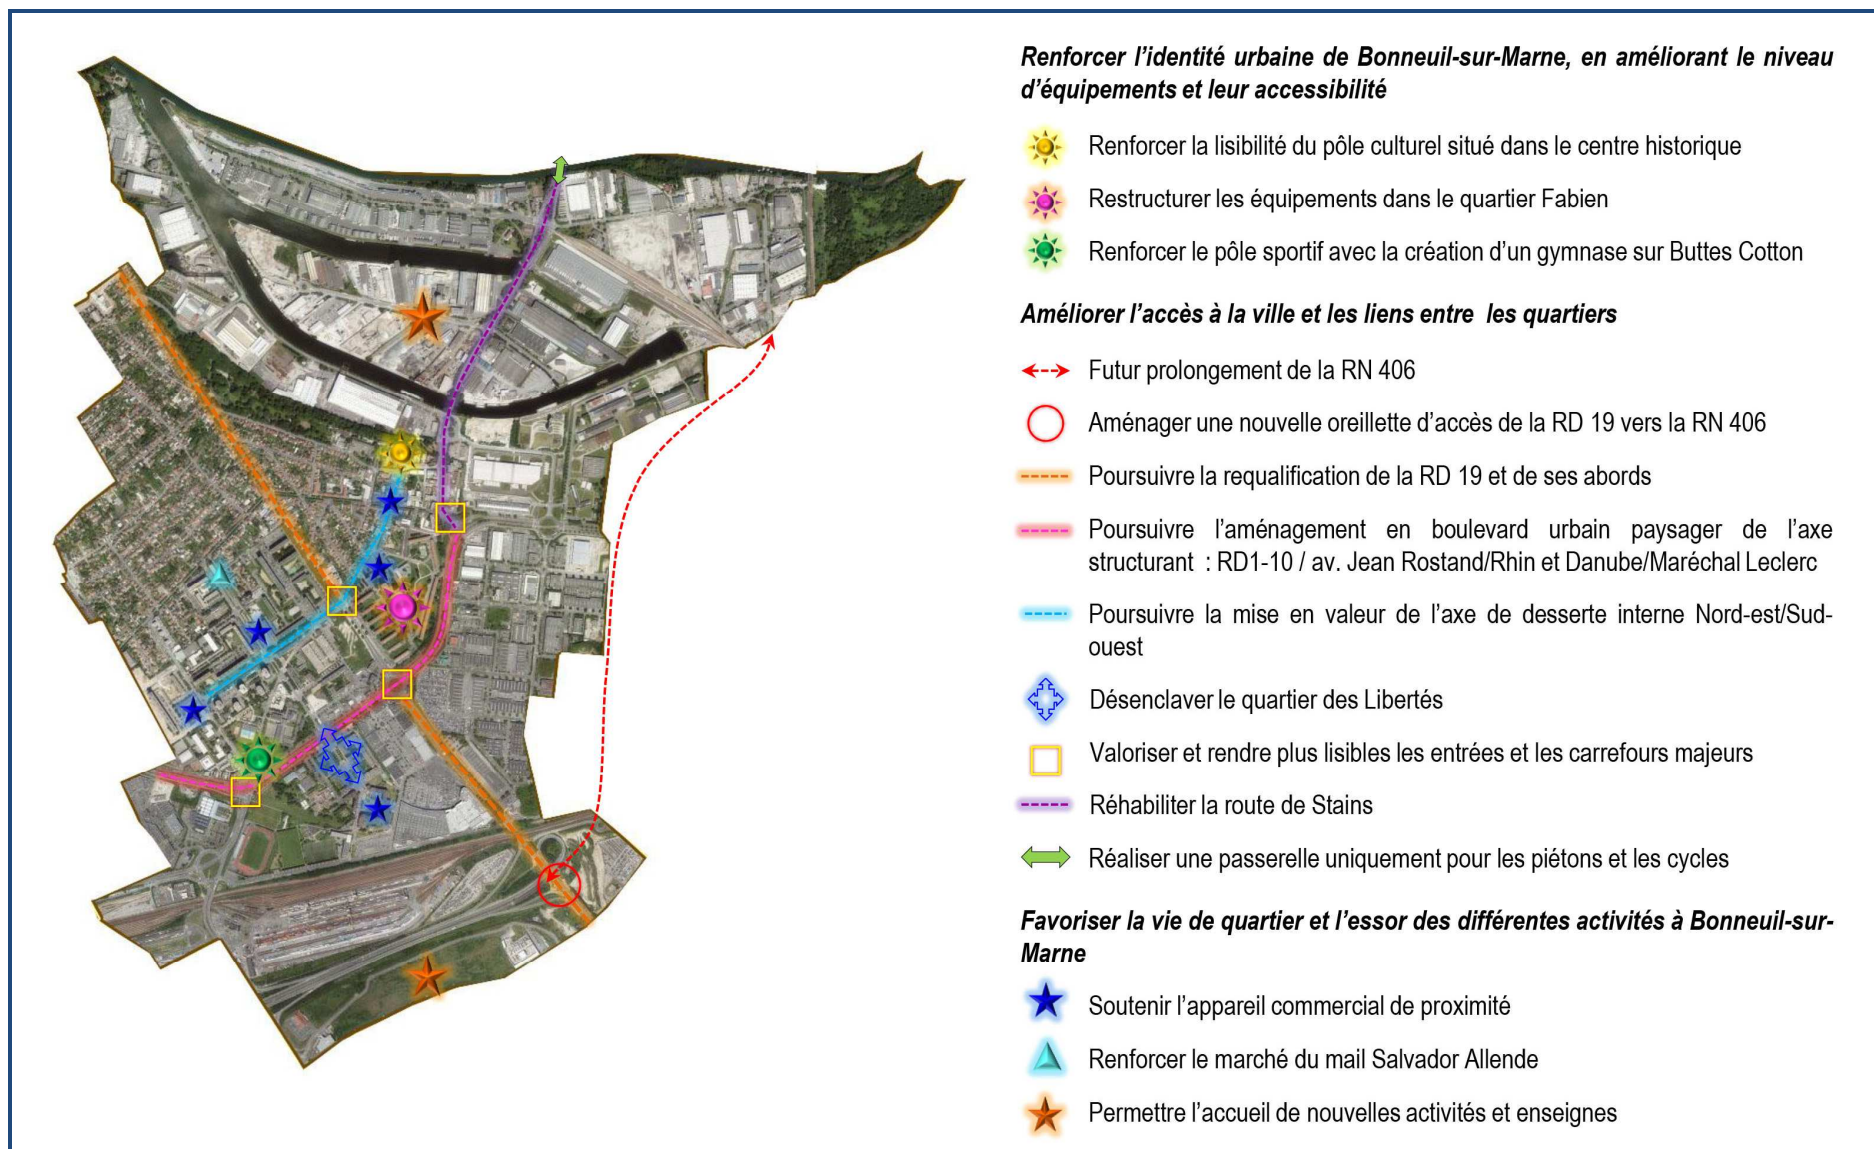 Renforcer l’identité urbaine de Bonneuil-sur-Marne, en améliorant le niveau
d’équipements et leur accessibilité
Renforcer la lisibilité du pôle culturel situé dans le centre historique
Restructurer les équipements dans le quartier Fabien
Renforcer le pôle sportif avec la création d’un gymnase sur Buttes Cotton
Améliorer l’accès à la ville et les liens entre les quartiers
Futur prolongement de la RN 406
Aménager une nouvelle oreillette d’accès de la RD 19 vers la RN 406
Poursuivre la requalification de la RD 19 et de ses abords
Poursuivre l’aménagement en boulevard urbain paysager de l’axe
structurant : RD1-10 / av. Jean Rostand/Rhin et Danube/Maréchal Leclerc
Poursuivre la mise en valeur de l’axe de desserte interne Nord-est/Sud-
ouest
Désenclaver le quartier des Libertés
Valoriser et rendre plus lisibles les entrées et les carrefours majeurs
Réhabiliter la route de Stains
Réaliser une passerelle uniquement pour les piétons et les cycles
Favoriser la vie de quartier et l’essor des différentes activités à Bonneuil-sur-
Marne
Soutenir l’appareil commercial de proximité
Renforcer le marché du mail Salvador Allende
Permettre l’accueil de nouvelles activités et enseignes